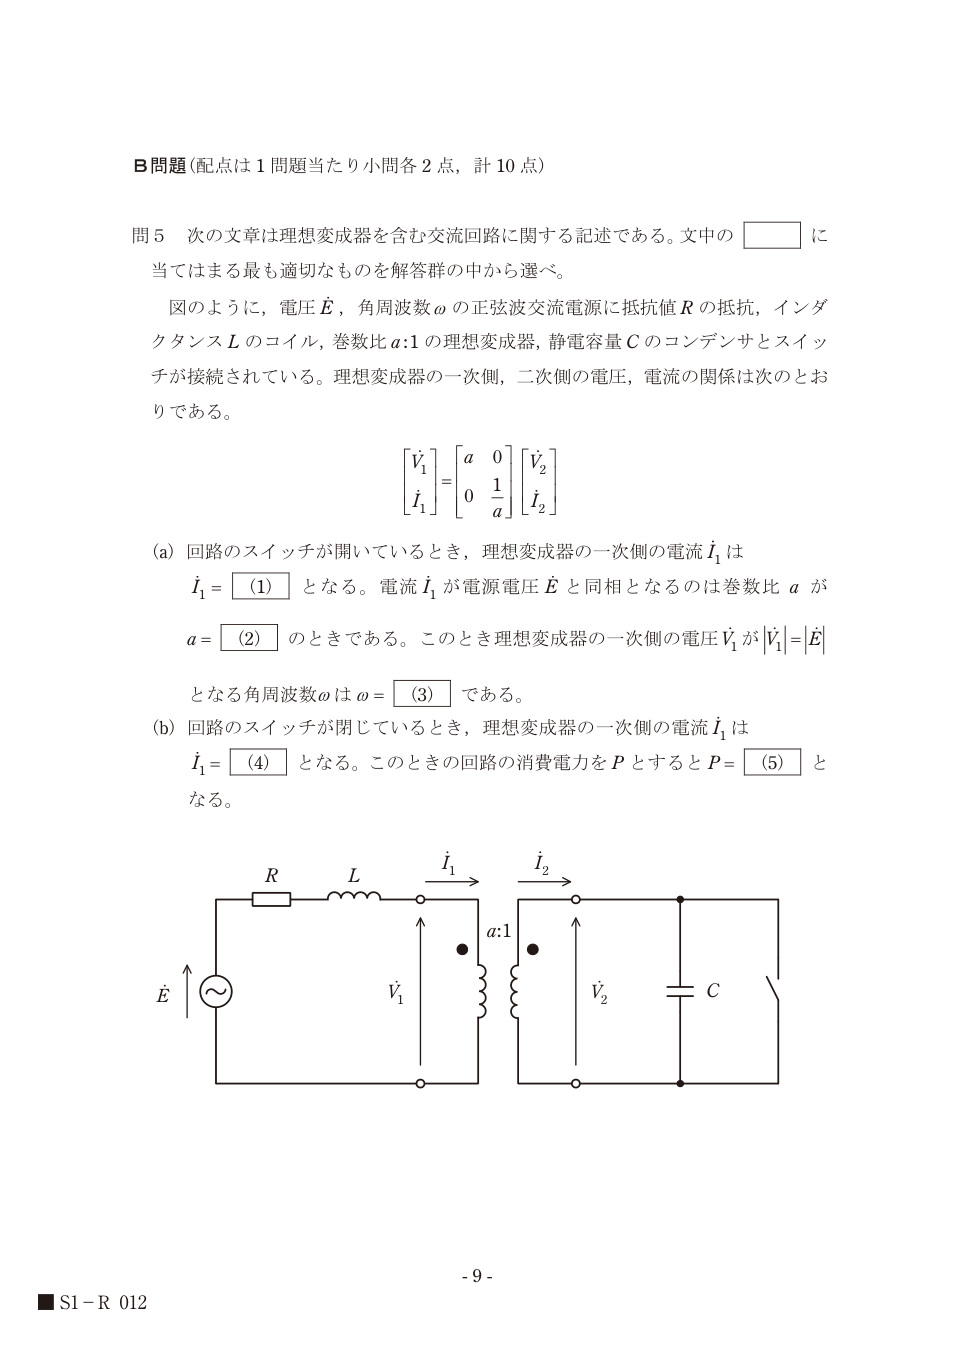 B問題(配点は1問題当たり小問各2点，計10点)
問5　次の文章は理想変成器を含む交流回路に関する記述である。文中の　　　に
当てはまる最も適切なものを解答群の中から選べ。
図のように，電圧Ė，角周波数ωの正弦波交流電源に抵抗値Rの抵抗，インダ
クタンスLのコイル，巻数比a:1の理想変成器，静電容量Cのコンデンサとスイッ
チが接続されている。理想変成器の一次側，二次側の電圧，電流の関係は次のとお
りである。
[V̇₁ İ₁] = [a 0 0 1/a] [V̇₂ İ₂]
(a) 回路のスイッチが開いているとき，理想変成器の一次側の電流İ₁は
İ₁= (1) となる。電流İ₁が電源電圧Ėと同相となるのは巻数比 a が
a= (2) のときである。このとき理想変成器の一次側の電圧V̇₁が|V̇₁|=|Ė|
となる角周波数ωはω= (3) である。
(b) 回路のスイッチが閉じているとき，理想変成器の一次側の電流İ₁は
İ₁= (4) となる。このときの回路の消費電力をPとするとP= (5) と
なる。
İ₁ İ₂
R L
a:1
Ė V̇₁ V̇₂ C
- 9 -
■ S1－R 012